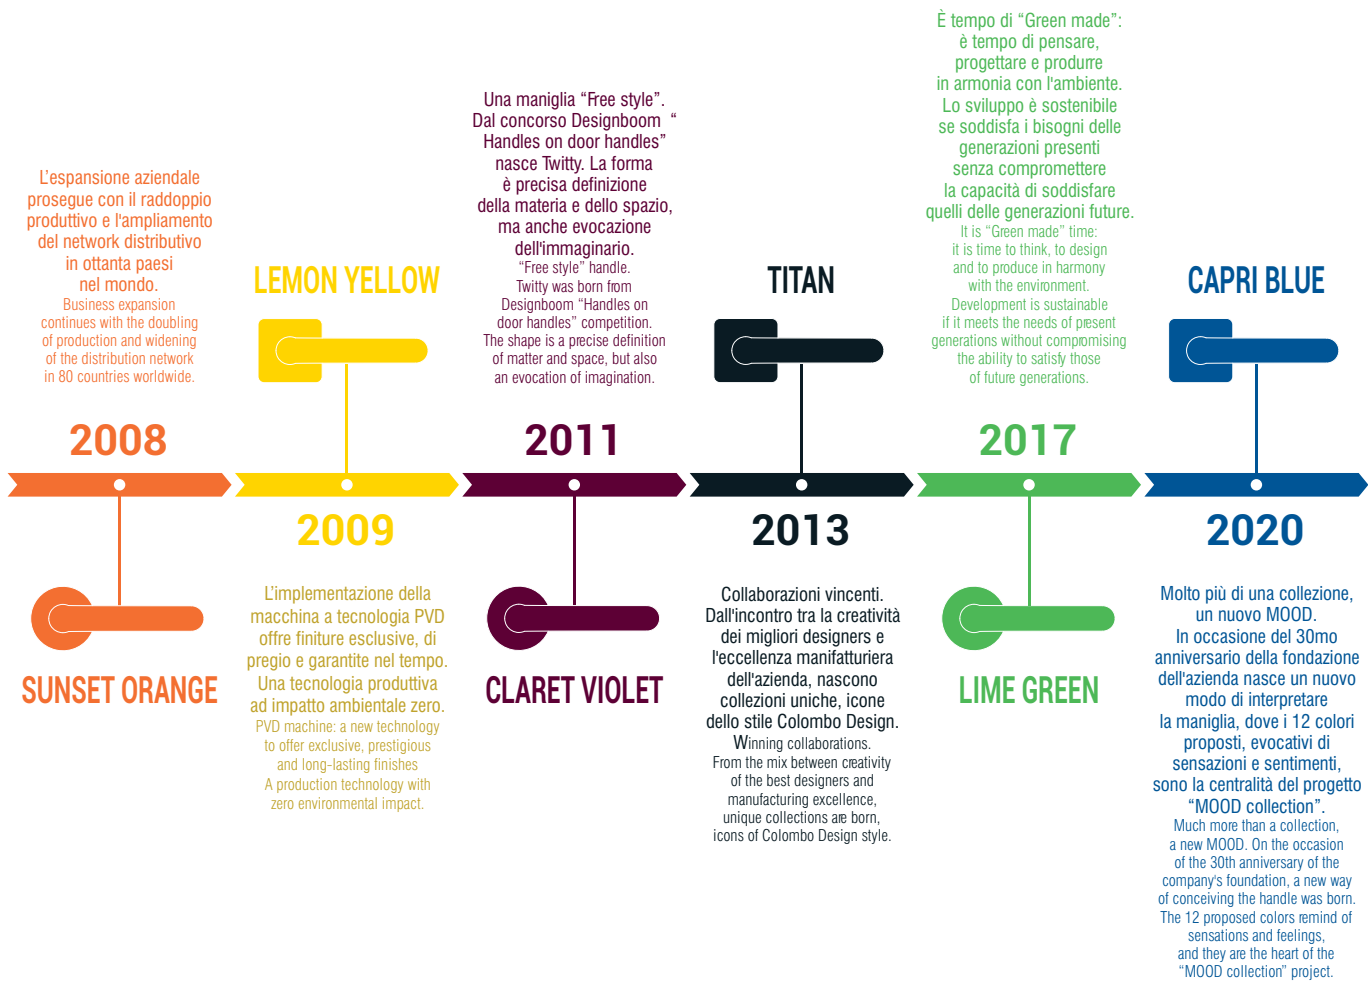 L'espansione aziendale
prosegue con il raddoppio
produttivo e l'ampliamento
del network distributivo
in ottanta paesi
nel mondo.
Business expansion
continues with the doubling
of production and widening
of the distribution network
in 80 countries worldwide.
2008
SUNSET ORANGE
LEMON YELLOW
2009
L'implementazione della
macchina a tecnologia PVD
offre finiture esclusive, di
pregio e garantite nel tempo.
Una tecnologia produttiva
ad impatto ambientale zero.
PVD machine: a new technology
to offer exclusive, prestigious
and long-lasting finishes
A production technology with
zero environmental impact.
Una maniglia “Free style”.
Dal concorso Designboom “
Handles on door handles”
nasce Twitty. La forma
è precisa definizione
della materia e dello spazio,
ma anche evocazione
dell'immaginario.
“Free style” handle.
Twitty was born from
Designboom “Handles on
door handles” competition.
The shape is a precise definition
of matter and space, but also
an evocation of imagination.
2011
CLARET VIOLET
TITAN
2013
Collaborazioni vincenti.
Dall'incontro tra la creatività
dei migliori designers e
l'eccellenza manifatturiera
dell'azienda, nascono
collezioni uniche, icone
dello stile Colombo Design.
Winning collaborations.
From the mix between creativity
of the best designers and
manufacturing excellence,
unique collections are born,
icons of Colombo Design style.
È tempo di “Green made”:
è tempo di pensare,
progettare e produrre
in armonia con l'ambiente.
Lo sviluppo è sostenibile
se soddisfa i bisogni delle
generazioni presenti
senza compromettere
la capacità di soddisfare
quelli delle generazioni future.
It is “Green made” time:
it is time to think, to design
and to produce in harmony
with the environment.
Development is sustainable
if it meets the needs of present
generations without compromising
the ability to satisfy those
of future generations.
2017
LIME GREEN
CAPRI BLUE
2020
Molto più di una collezione,
un nuovo MOOD.
In occasione del 30mo
anniversario della fondazione
dell'azienda nasce un nuovo
modo di interpretare
la maniglia, dove i 12 colori
proposti, evocativi di
sensazioni e sentimenti,
sono la centralità del progetto
“MOOD collection”.
Much more than a collection,
a new MOOD. On the occasion
of the 30th anniversary of the
company's foundation, a new way
of conceiving the handle was born.
The 12 proposed colors remind of
sensations and feelings,
and they are the heart of the
“MOOD collection” project.